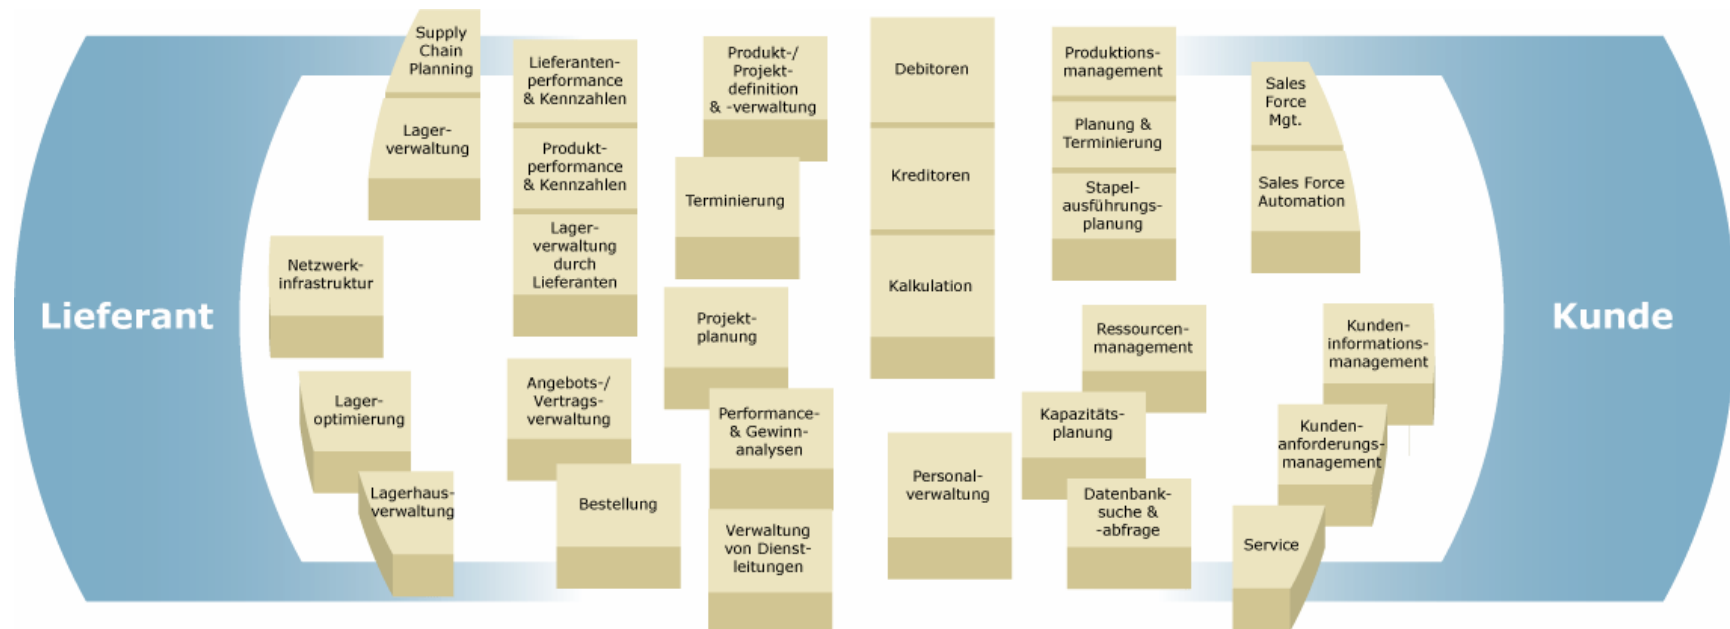 Lieferant
Supply
Chain
Planning
Lager-
verwaltung
Netzwerk-
infrastruktur
Lager-
optimierung
Lagerhaus-
verwaltung
Lieferanten-
performance
& Kennzahlen
Produkt-
performance
& Kennzahlen
Lager-
verwaltung
durch
Lieferanten
Angebots-/
Vertrags-
verwaltung
Bestellung
Produkt-/
Projekt-
definition
& -verwaltung
Terminierung
Projekt-
planung
Performance-
& Gewinn-
analysen
Verwaltung
von Dienst-
leitungen
Debitoren
Kreditoren
Kalkulation
Personal-
verwaltung
Produktions-
management
Planung &
Terminierung
Stapel-
ausführungs-
planung
Ressourcen-
management
Kapazitäts-
planung
Datenbank-
suche &
-abfrage
Sales
Force
Mgt.
Sales Force
Automation
Kunden-
informations-
management
Kunden-
anforderungs-
management
Service
Kunde